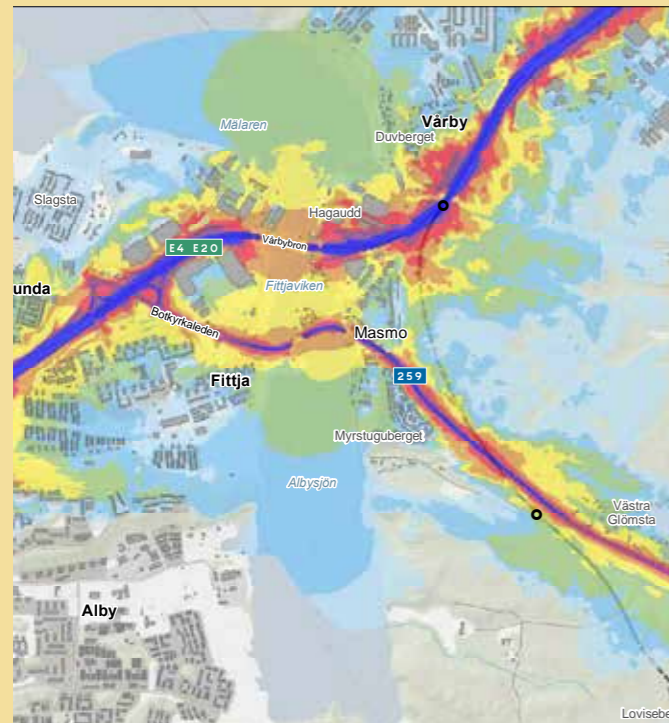 Mälaren
Vårby
Duvberget
Slagsta
Hagaudd
E4 E20
Vårbybron
unda
Fittjaviken
Botkyrkaleden
Masmo
Fittja
259
Myrstuguberget
Albysjön
Västra
Glömsta
Alby
Lovisebe